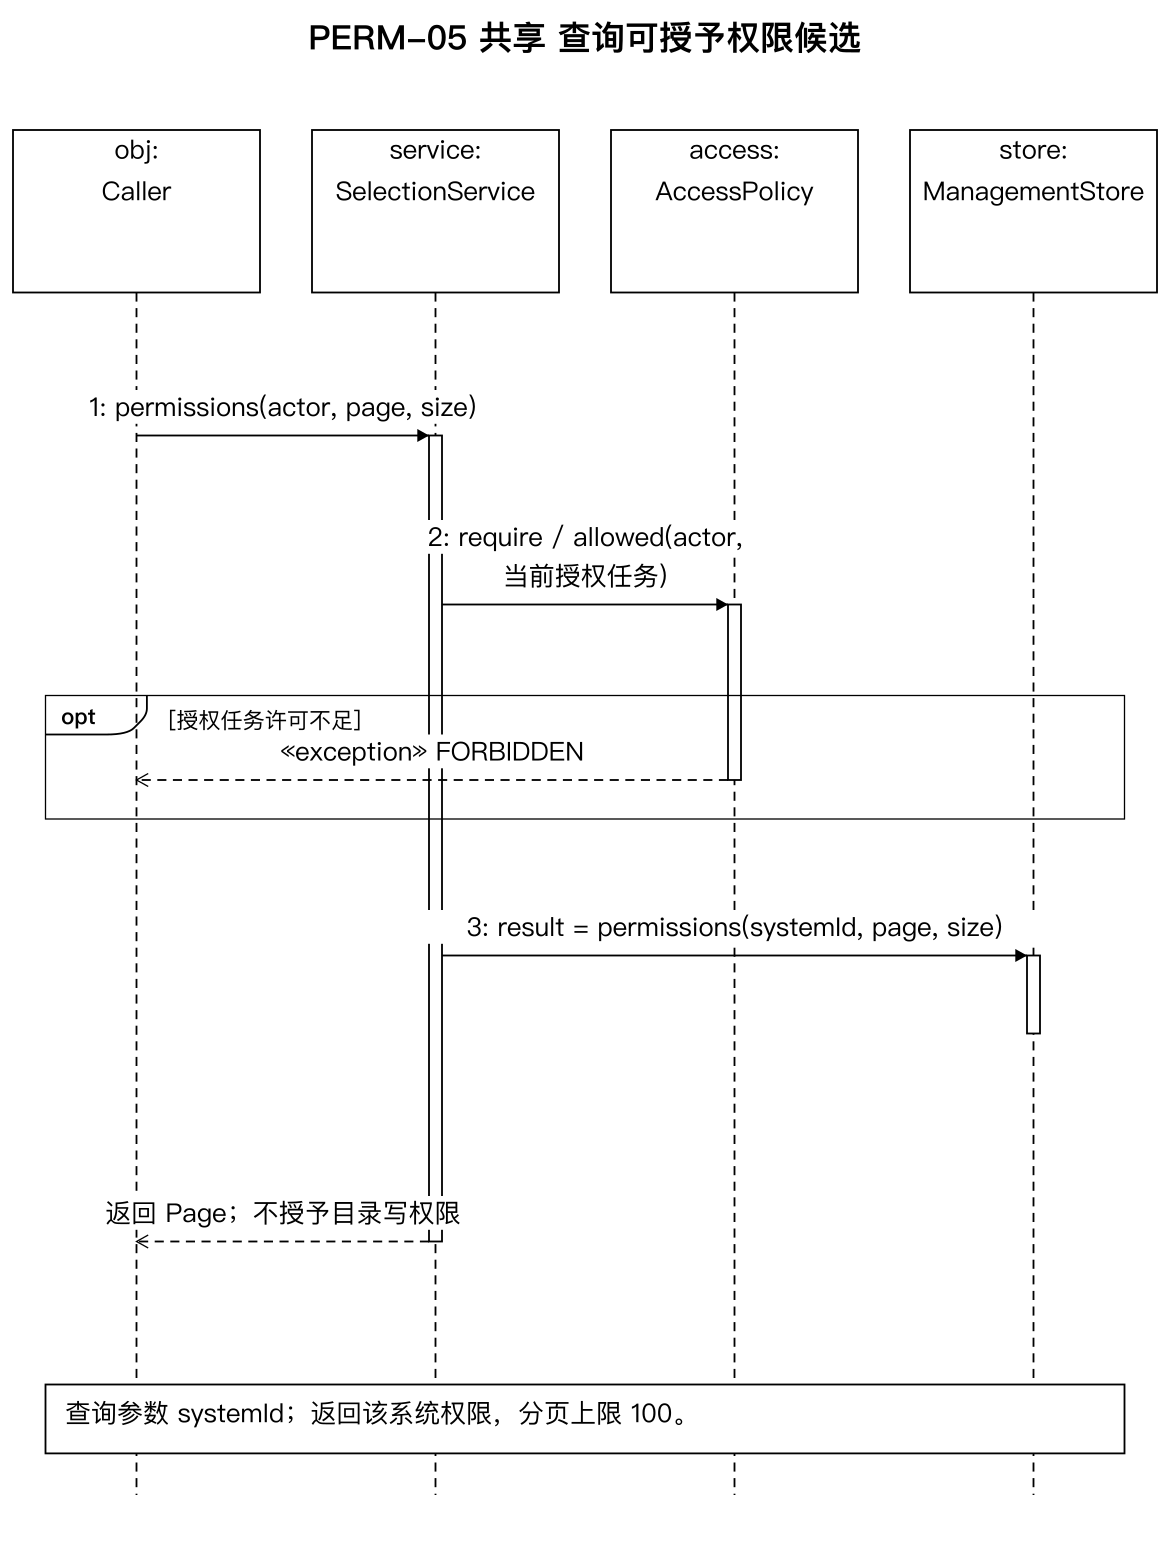 PERM-05 共享 查询可授予权限候选
obj:
Caller
service:
SelectionService
access:
AccessPolicy
store:
ManagementStore
1: permissions(actor, page, size)
2: require / allowed(actor,
当前授权任务)
opt
[授权任务许可不足]
«exception» FORBIDDEN
3: result = permissions(systemId, page, size)
返回 Page；不授予目录写权限
查询参数 systemId；返回该系统权限，分页上限 100。